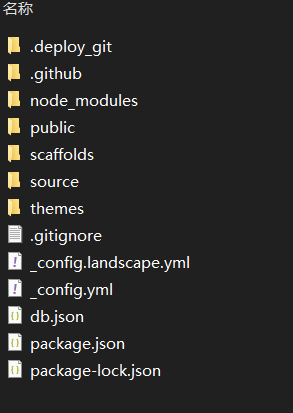 名称
.deploy_git
.github
node_modules
public
scaffolds
source
themes
.gitignore
_config.landscape.yml
_config.yml
db.json
package.json
package-lock.json